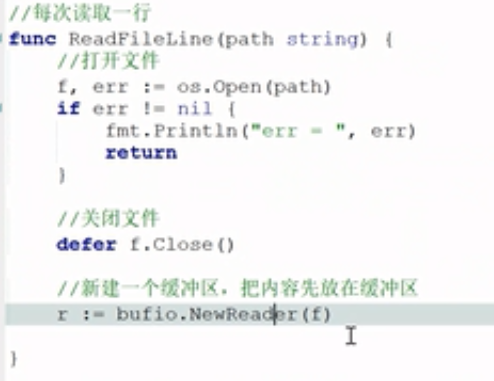 //每次读取一行
func ReadFileLine(path string) {
//打开文件
f, err := os.Open(path)
if err != nil {
fmt.Println("err = ", err)
return
}
//关闭文件
defer f.Close()
//新建一个缓冲区，把内容先放在缓冲区
r := bufio.NewReader(f)
}